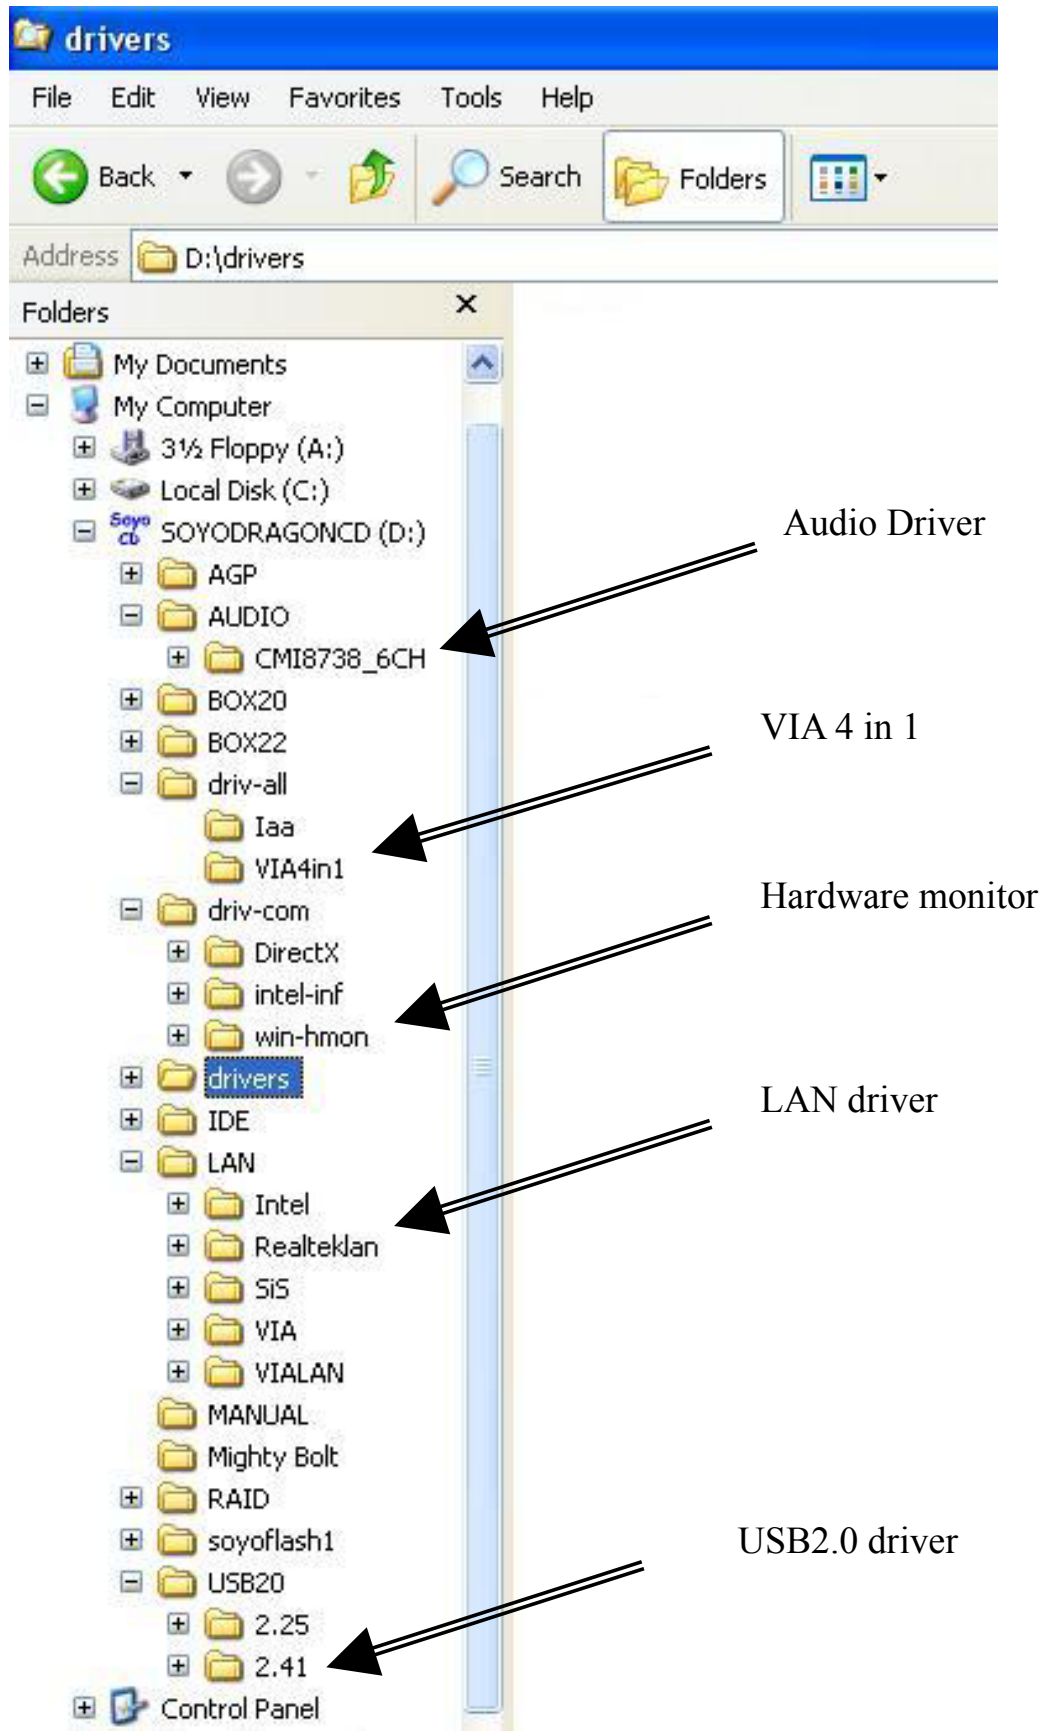 drivers
File Edit View Favorites Tools Help
Back Search Folders
Address D:\drivers
Folders
My Documents
My Computer
3½ Floppy (A:)
Local Disk (C:)
Soyo CD SOYODRAGONCD (D:)
Audio Driver
AGP
AUDIO
CMI8738_6CH
BOX20
VIA 4 in 1
BOX22
driv-all
Iaa
VIA4in1
Hardware monitor
driv-com
DirectX
intel-inf
win-hmon
drivers
LAN driver
IDE
LAN
Intel
Realteklan
SiS
VIA
VIALAN
MANUAL
Mighty Bolt
RAID
soyoflash1
USB2.0 driver
USB20
2.25
2.41
Control Panel